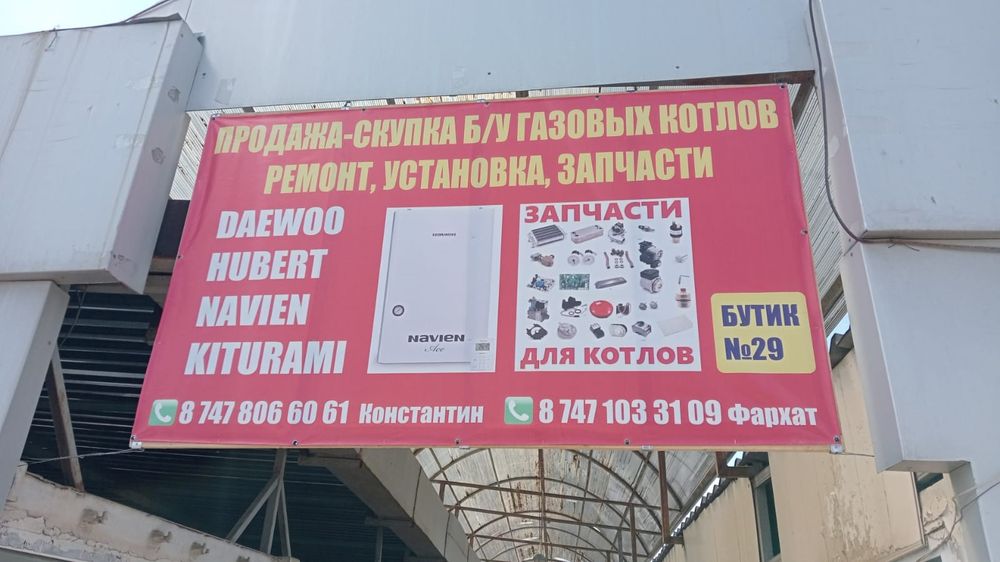 ПРОДАЖА-СКУПКА Б/У ГАЗОВЫХ КОТЛОВ
РЕМОНТ, УСТАНОВКА, ЗАПЧАСТИ
DAEWOO
HUBERT
NAVIEN
KITURAMI
NAVIEN
Ace
ЗАПЧАСТИ
ДЛЯ КОТЛОВ
БУТИК
№29
8 747 806 60 61 Константин
8 747 103 31 09 Фархат